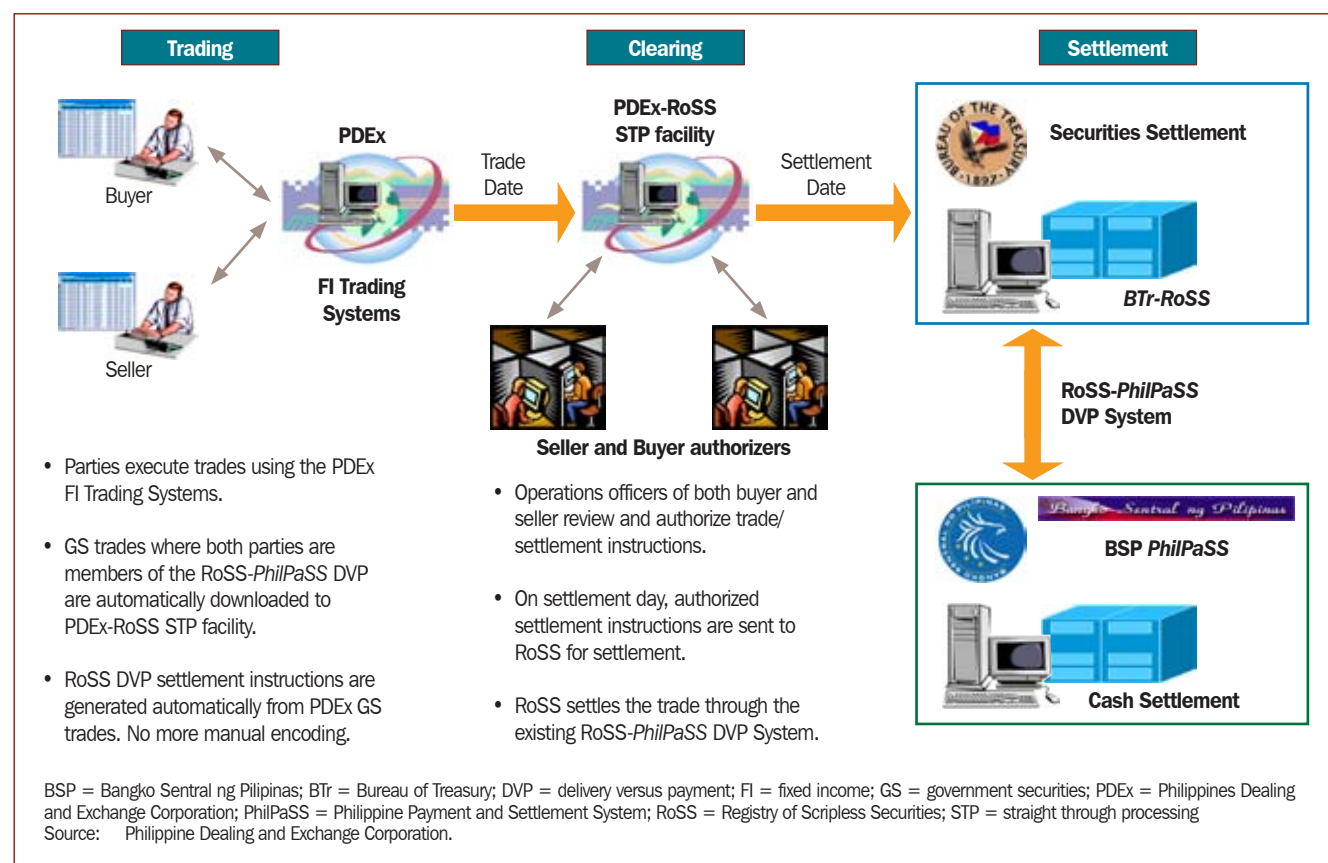 Trading
Clearing
Settlement
Buyer
Seller
PDEx
FI Trading
Systems
Trade
Date
PDEx-RoSS
STP facility
Settlement
Date
Seller and Buyer authorizers
BUREAU OF THE TREASURY
1897
Securities Settlement
BTr-RoSS
RoSS-PhilPaSS
DVP System
Bangko Sentral ng Pilipinas
BSP PhilPaSS
Cash Settlement
• Parties execute trades using the PDEx
FI Trading Systems.
• GS trades where both parties are
members of the RoSS-PhilPaSS DVP
are automatically downloaded to
PDEx-RoSS STP facility.
• RoSS DVP settlement instructions are
generated automatically from PDEx GS
trades. No more manual encoding.
• Operations officers of both buyer and
seller review and authorize trade/
settlement instructions.
• On settlement day, authorized
settlement instructions are sent to
RoSS for settlement.
• RoSS settles the trade through the
existing RoSS-PhilPaSS DVP System.
BSP = Bangko Sentral ng Pilipinas; BTr = Bureau of Treasury; DVP = delivery versus payment; FI = fixed income; GS = government securities; PDEx = Philippines Dealing
and Exchange Corporation; PhilPaSS = Philippine Payment and Settlement System; RoSS = Registry of Scripless Securities; STP = straight through processing
Source: Philippine Dealing and Exchange Corporation.